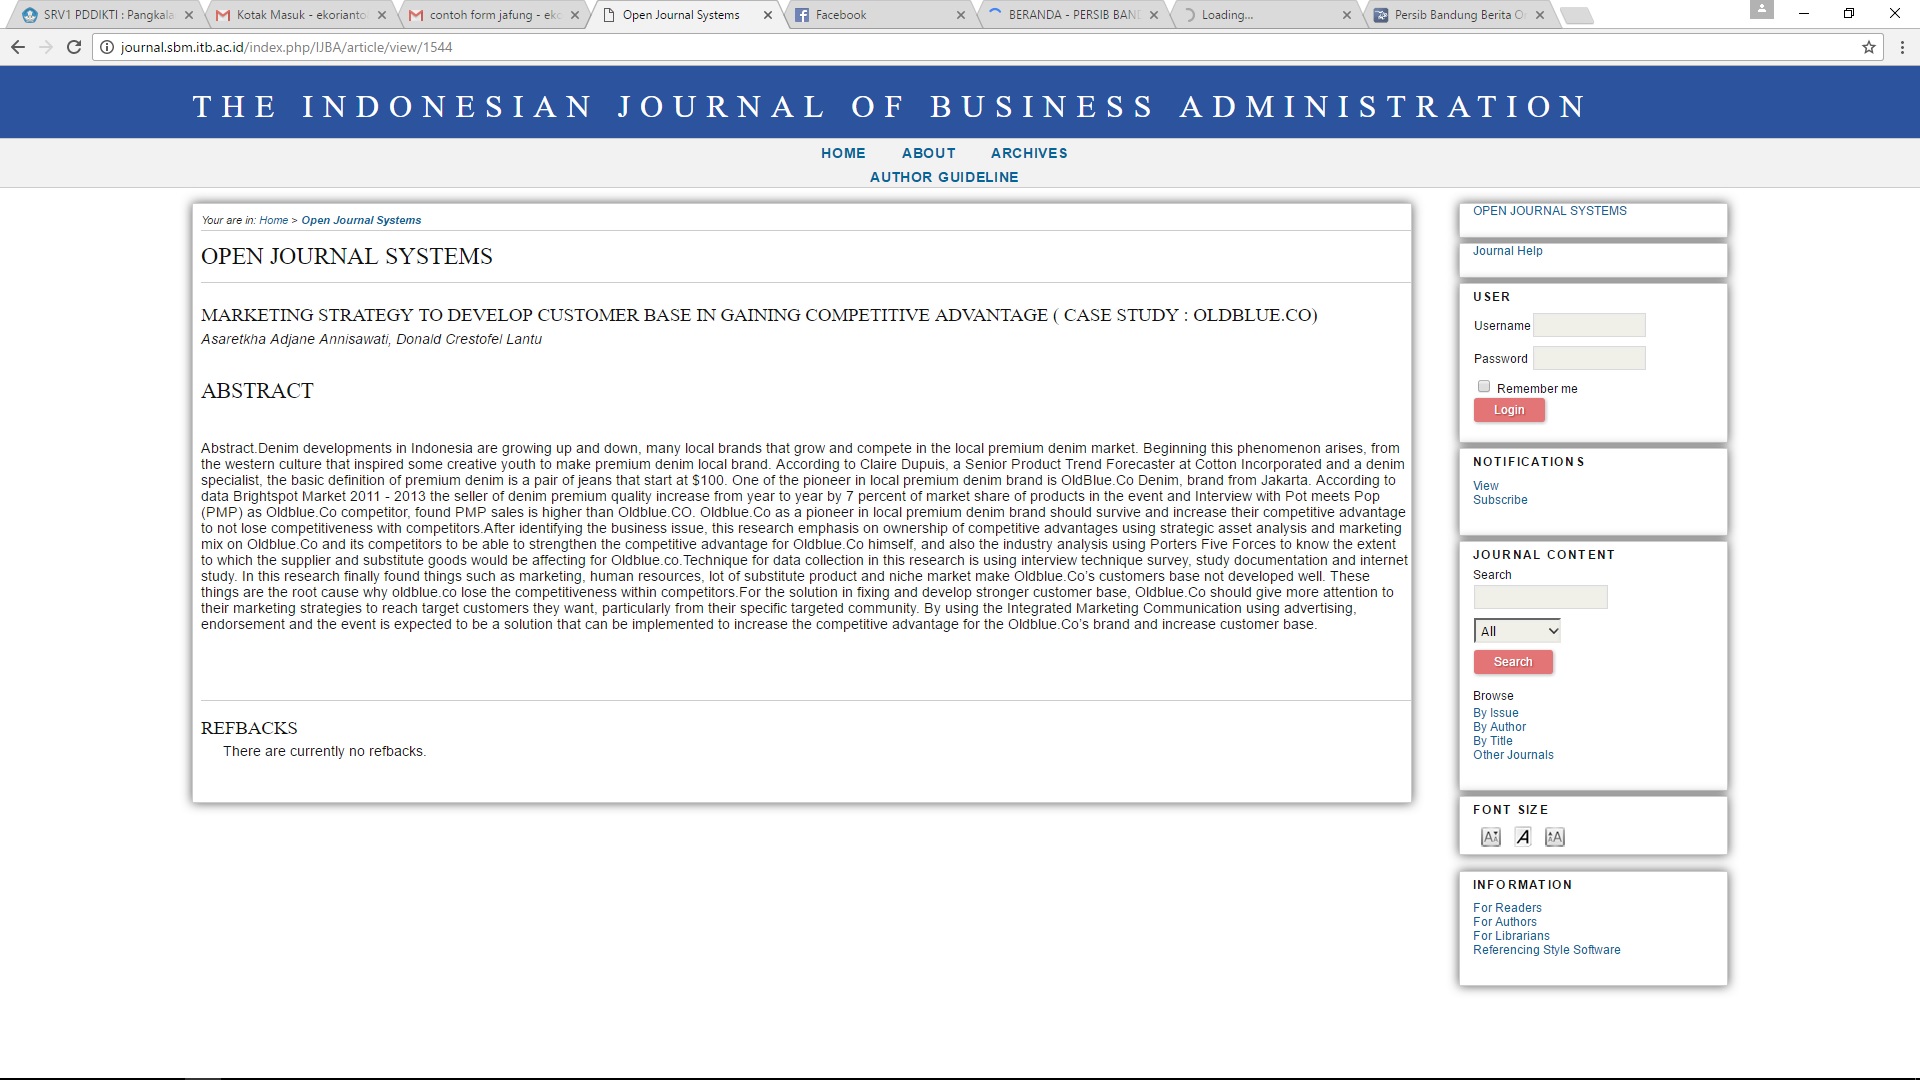 SRV1 PDDIKTI : Pangkala
Kotak Masuk - ekorianto
contoh form jafung - eko
Open Journal Systems
Facebook
BERANDA - PERSIB BAN
Loading...
Persib Bandung Berita O
journal.sbm.itb.ac.id/index.php/IJBA/article/view/1544
THE INDONESIAN JOURNAL OF BUSINESS ADMINISTRATION
HOME ABOUT ARCHIVES
AUTHOR GUIDELINE
Your are in: Home > Open Journal Systems
OPEN JOURNAL SYSTEMS
MARKETING STRATEGY TO DEVELOP CUSTOMER BASE IN GAINING COMPETITIVE ADVANTAGE ( CASE STUDY : OLDBLUE.CO)
Asaretkha Adjane Annisawati, Donald Crestofel Lantu
ABSTRACT
Abstract.Denim developments in Indonesia are growing up and down, many local brands that grow and compete in the local premium denim market. Beginning this phenomenon arises, from
the western culture that inspired some creative youth to make premium denim local brand. According to Claire Dupuis, a Senior Product Trend Forecaster at Cotton Incorporated and a denim
specialist, the basic definition of premium denim is a pair of jeans that start at $100. One of the pioneer in local premium denim brand is OldBlue.Co Denim, brand from Jakarta. According to
data Brightspot Market 2011 - 2013 the seller of denim premium quality increase from year to year by 7 percent of market share of products in the event and Interview with Pot meets Pop
(PMP) as Oldblue.Co competitor, found PMP sales is higher than Oldblue.CO. Oldblue.Co as a pioneer in local premium denim brand should survive and increase their competitive advantage
to not lose competitiveness with competitors.After identifying the business issue, this research emphasis on ownership of competitive advantages using strategic asset analysis and marketing
mix on Oldblue.Co and its competitors to be able to strengthen the competitive advantage for Oldblue.Co himself, and also the industry analysis using Porters Five Forces to know the extent
to which the supplier and substitute goods would be affecting for Oldblue.co.Technique for data collection in this research is using interview technique survey, study documentation and internet
study. In this research finally found things such as marketing, human resources, lot of substitute product and niche market make Oldblue.Co’s customers base not developed well. These
things are the root cause why oldblue.co lose the competitiveness within competitors.For the solution in fixing and develop stronger customer base, Oldblue.Co should give more attention to
their marketing strategies to reach target customers they want, particularly from their specific targeted community. By using the Integrated Marketing Communication using advertising,
endorsement and the event is expected to be a solution that can be implemented to increase the competitive advantage for the Oldblue.Co’s brand and increase customer base.
REFBACKS
There are currently no refbacks.
OPEN JOURNAL SYSTEMS
Journal Help
USER
Username
Password
Remember me
Login
NOTIFICATIONS
View
Subscribe
JOURNAL CONTENT
Search
All
Search
Browse
By Issue
By Author
By Title
Other Journals
FONT SIZE
INFORMATION
For Readers
For Authors
For Librarians
Referencing Style Software